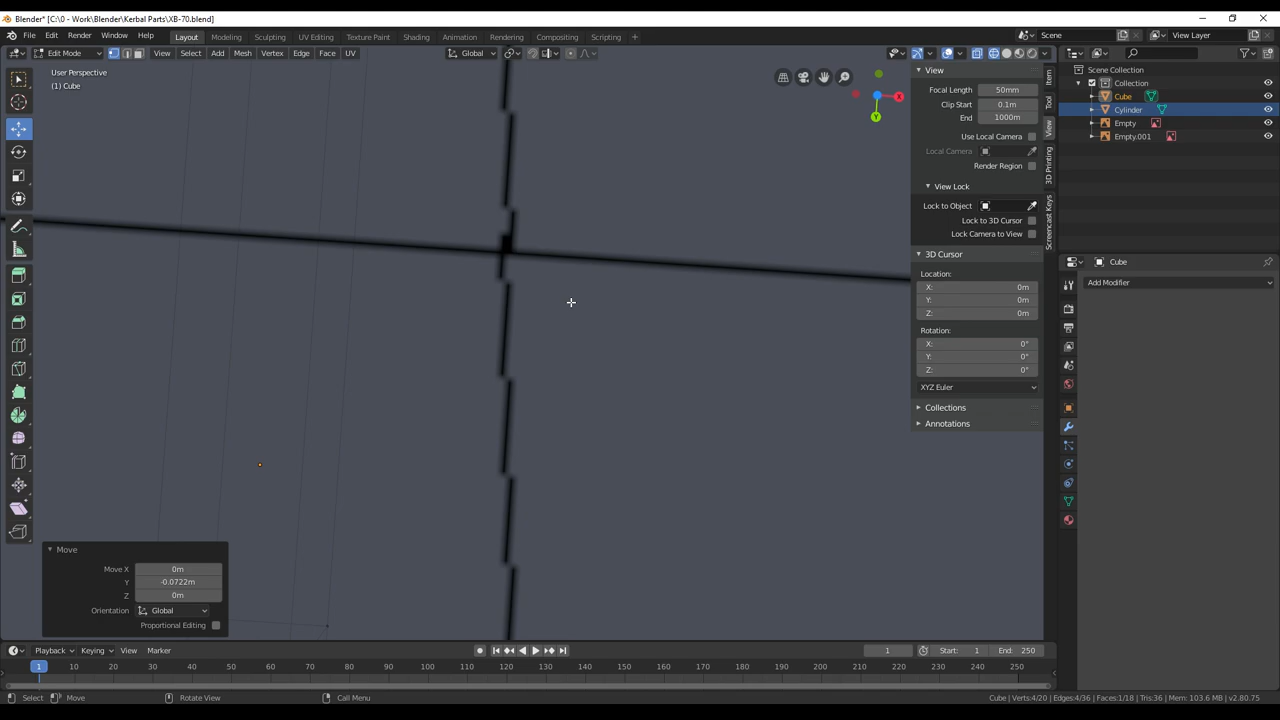 Blender* [C:\0 - Work\Blender\Kerbal Parts\XB-70.blend]
File Edit Render Window Help Layout Modeling Sculpting UV Editing Texture Paint Shading Animation Rendering Compositing Scripting + Scene View Layer
Edit Mode View Select Add Mesh Vertex Edge Face UV Global
User Perspective
(1) Cube
X
Y
View
Focal Length 50mm
Clip Start 0.1m
End 1000m
Use Local Camera
Local Camera
Render Region
View Lock
Lock to Object
Lock to 3D Cursor
Lock Camera to View
3D Cursor
Location:
X: 0m
Y: 0m
Z: 0m
Rotation:
X: 0°
Y: 0°
Z: 0°
XYZ Euler
Collections
Annotations
Item
Tool
View
3D Printing
Screencast Keys
Scene Collection
Collection
Cube
Cylinder
Empty
Empty.001
Cube
Add Modifier
Move
Move X 0m
Y -0.0722m
Z 0m
Orientation Global
Proportional Editing
Playback Keying View Marker 1 Start: 1 End: 250
1 10 20 30 40 50 60 70 80 90 100 110 120 130 140 150 160 170 180 190 200 210 220 230 240 250
Select Move Rotate View Call Menu Cube | Verts:4/20 | Edges:4/36 | Faces:1/18 | Tris:36 | Mem: 103.6 MB | v2.80.75